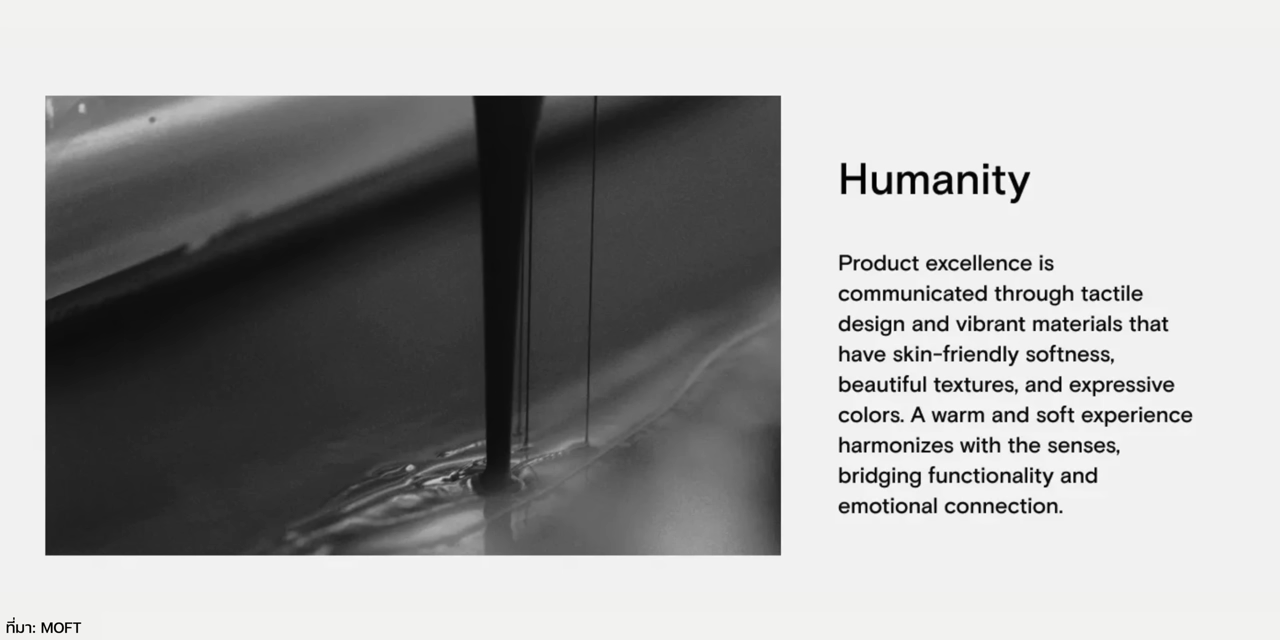 Humanity
Product excellence is
communicated through tactile
design and vibrant materials that
have skin-friendly softness,
beautiful textures, and expressive
colors. A warm and soft experience
harmonizes with the senses,
bridging functionality and
emotional connection.
ที่มา: MOFT